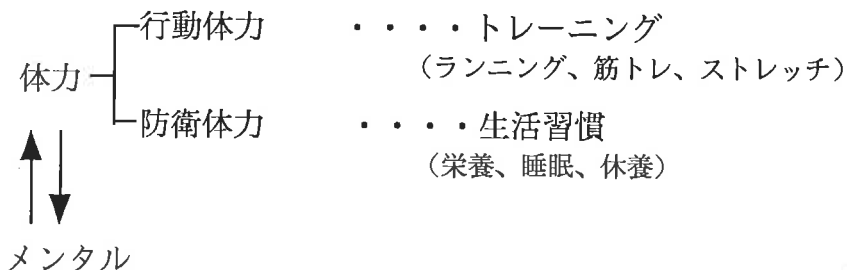 行動体力 ・・・・トレーニング
（ランニング、筋トレ、ストレッチ）
体力
防衛体力 ・・・・生活習慣
（栄養、睡眠、休養）
メンタル